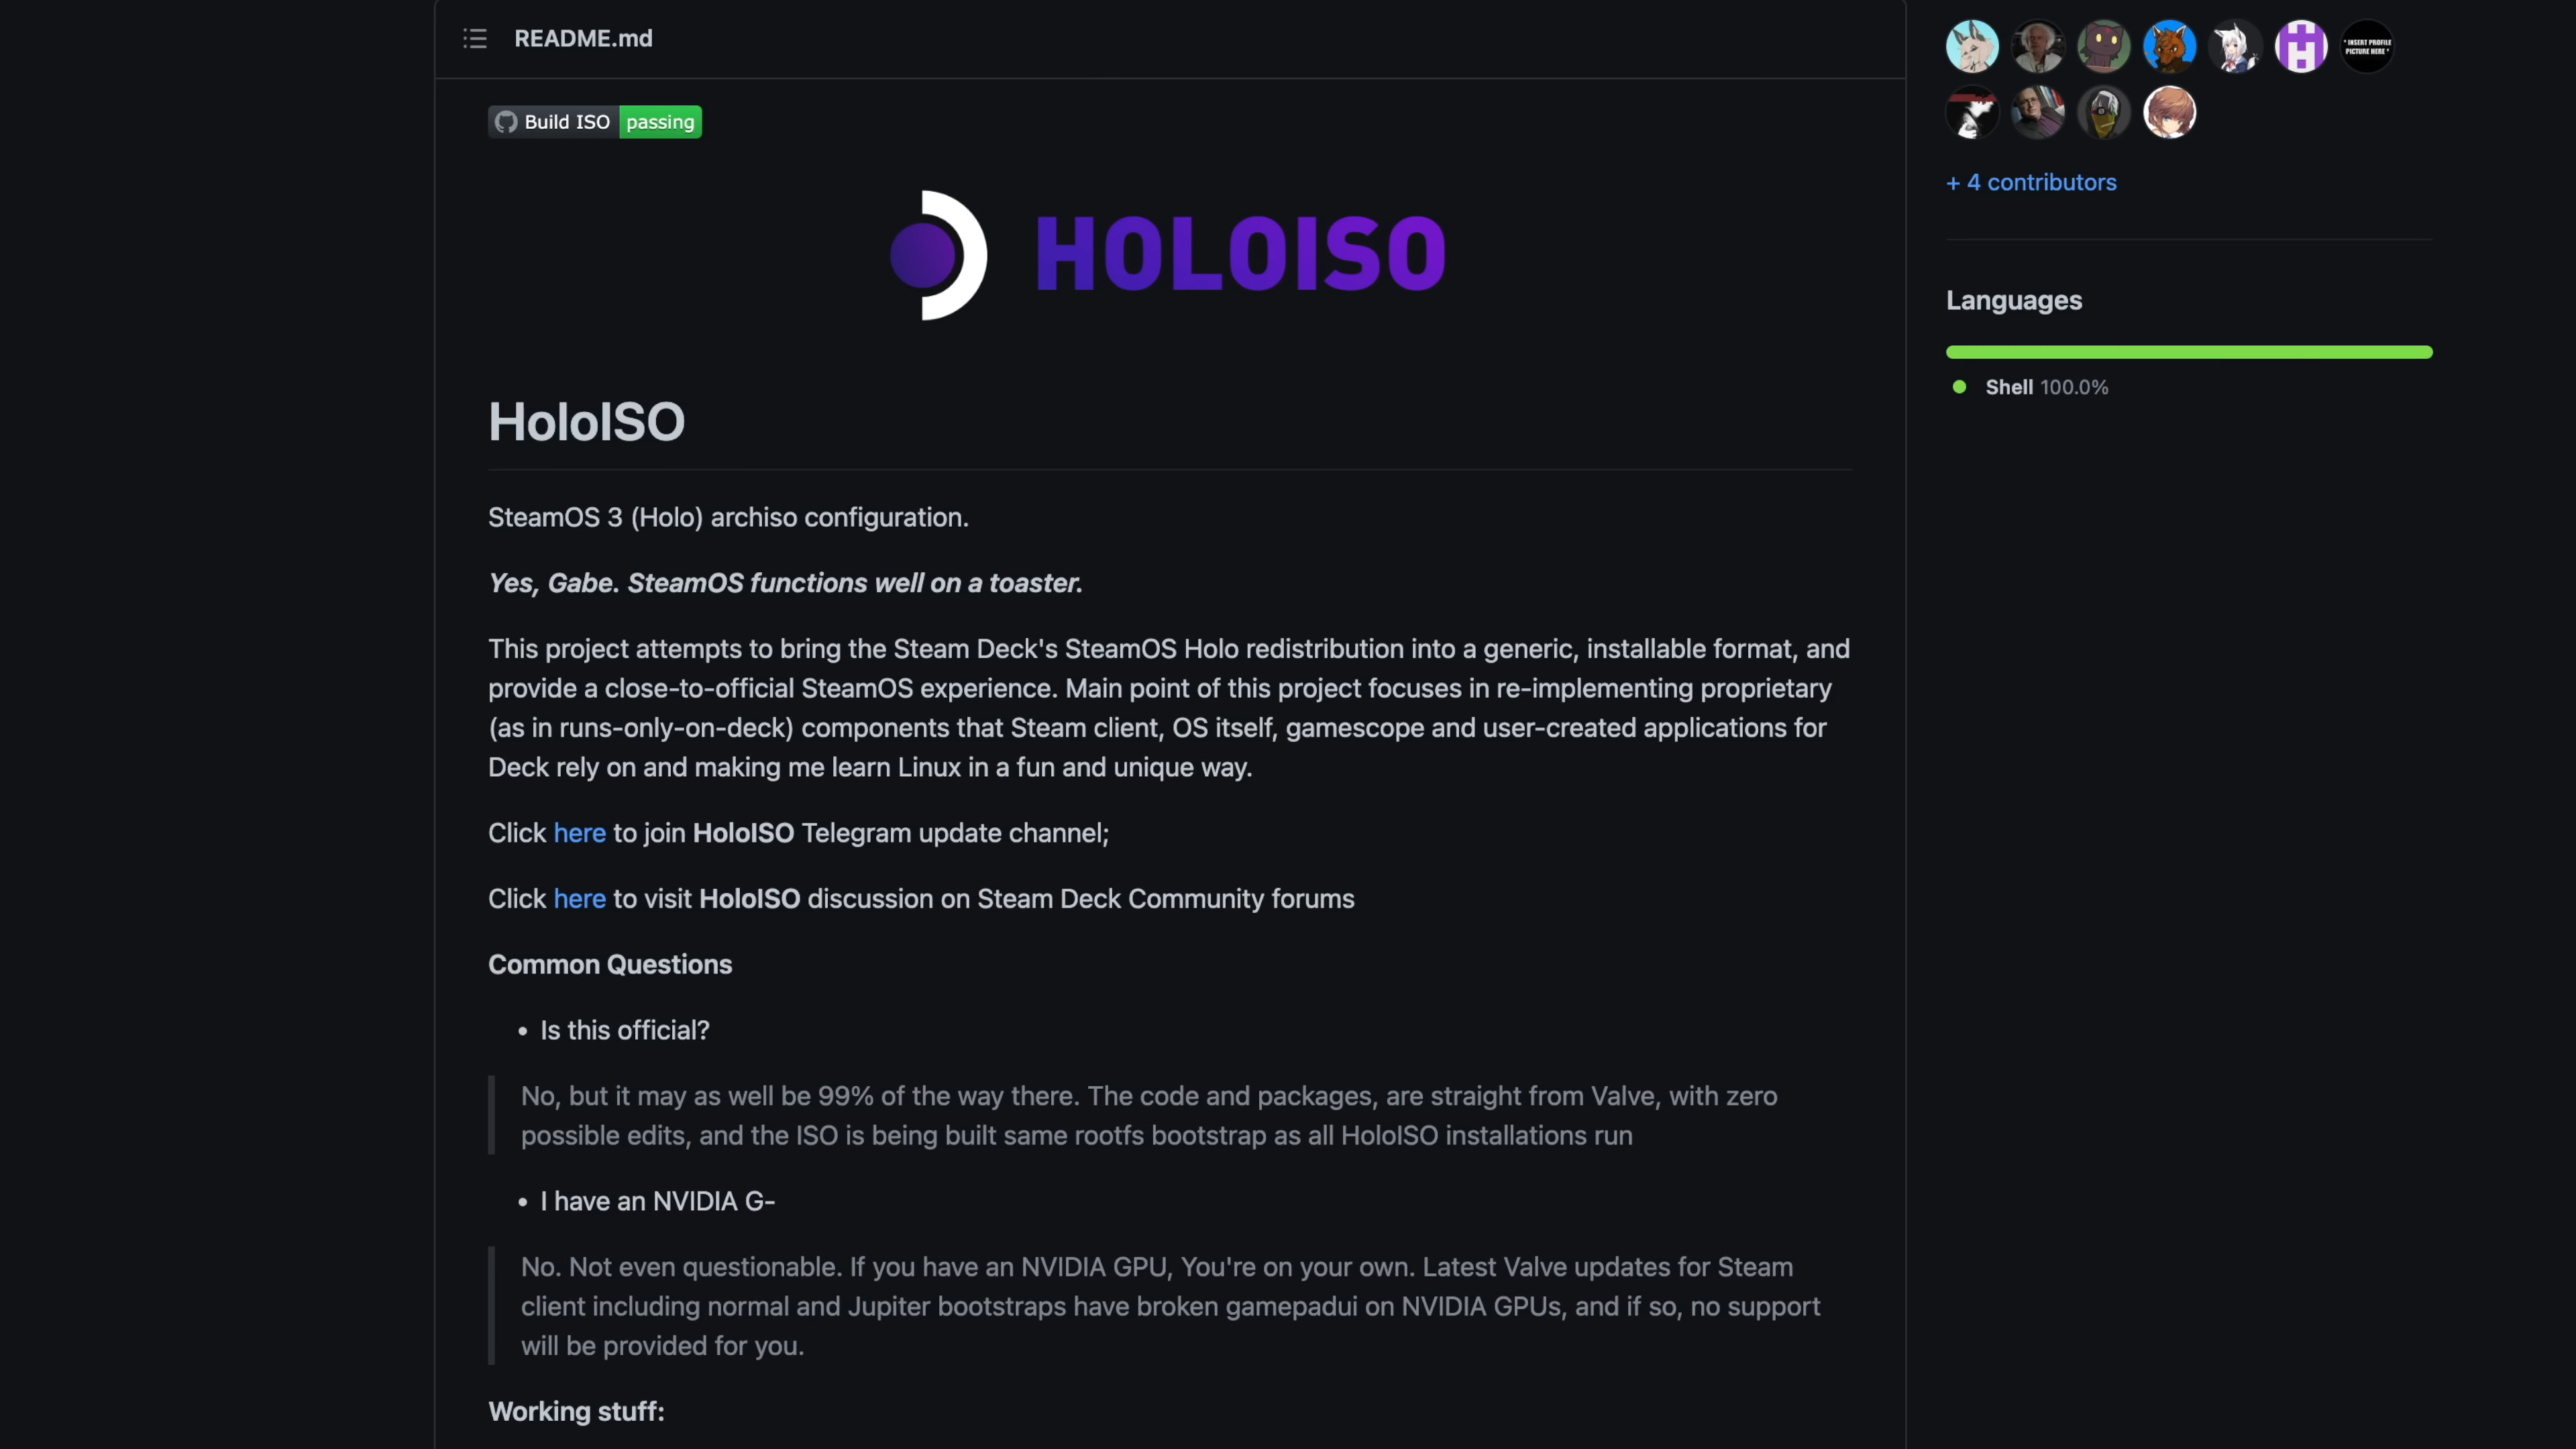 README.md
Build ISO passing
HOLOISO
HoloISO
SteamOS 3 (Holo) archiso configuration.
Yes, Gabe. SteamOS functions well on a toaster.
This project attempts to bring the Steam Deck's SteamOS Holo redistribution into a generic, installable format, and
provide a close-to-official SteamOS experience. Main point of this project focuses in re-implementing proprietary
(as in runs-only-on-deck) components that Steam client, OS itself, gamescope and user-created applications for
Deck rely on and making me learn Linux in a fun and unique way.
Click here to join HoloISO Telegram update channel;
Click here to visit HoloISO discussion on Steam Deck Community forums
Common Questions
• Is this official?
No, but it may as well be 99% of the way there. The code and packages, are straight from Valve, with zero
possible edits, and the ISO is being built same rootfs bootstrap as all HoloISO installations run
• I have an NVIDIA G-
No. Not even questionable. If you have an NVIDIA GPU, You're on your own. Latest Valve updates for Steam
client including normal and Jupiter bootstraps have broken gamepadui on NVIDIA GPUs, and if so, no support
will be provided for you.
Working stuff:
* INSERT PROFILE
PICTURE HERE *
+ 4 contributors
Languages
Shell 100.0%